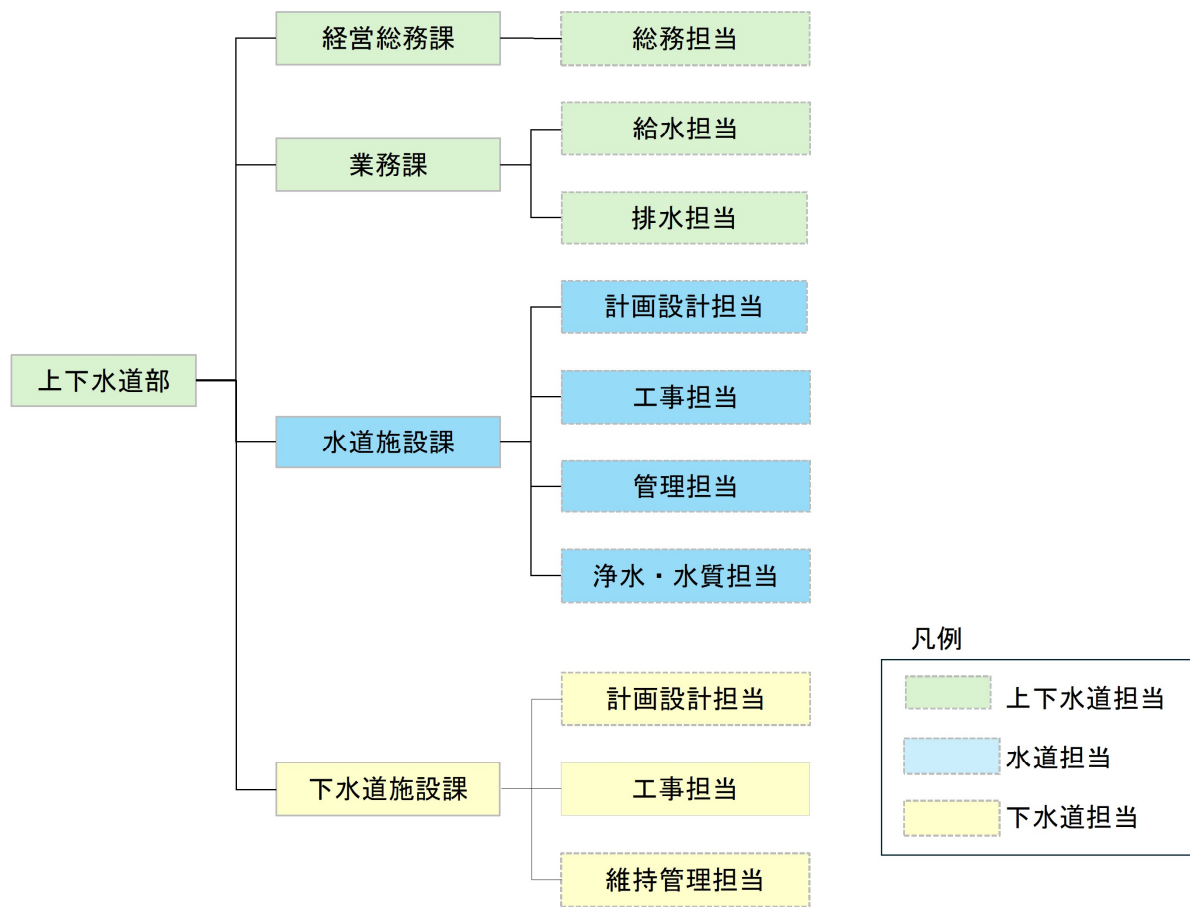 経営総務課
総務担当
業務課
給水担当
排水担当
上下水道部
水道施設課
計画設計担当
工事担当
管理担当
浄水・水質担当
下水道施設課
計画設計担当
工事担当
維持管理担当
凡例
上下水道担当
水道担当
下水道担当